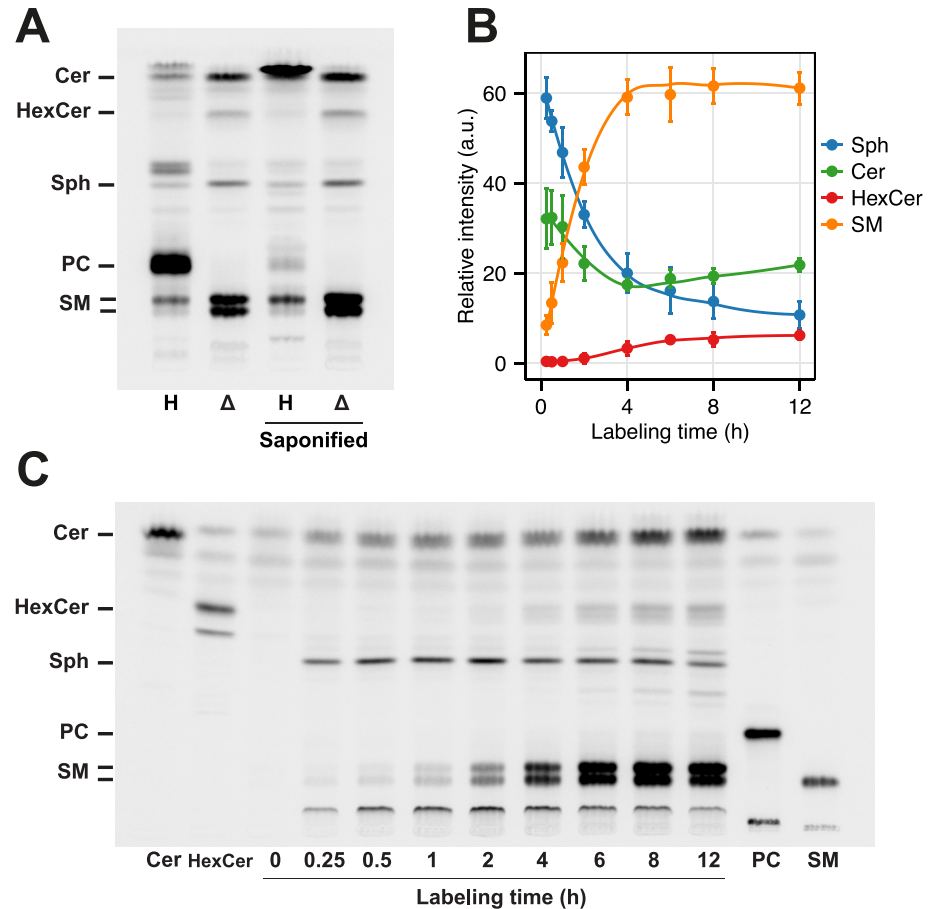 A
Cer
HexCer
Sph
PC
SM
H Δ H Δ
Saponified
B
Relative intensity (a.u.)
60
40
20
0
0 4 8 12
Labeling time (h)
Sph
Cer
HexCer
SM
C
Cer
HexCer
Sph
PC
SM
Cer HexCer 0 0.25 0.5 1 2 4 6 8 12 PC SM
Labeling time (h)